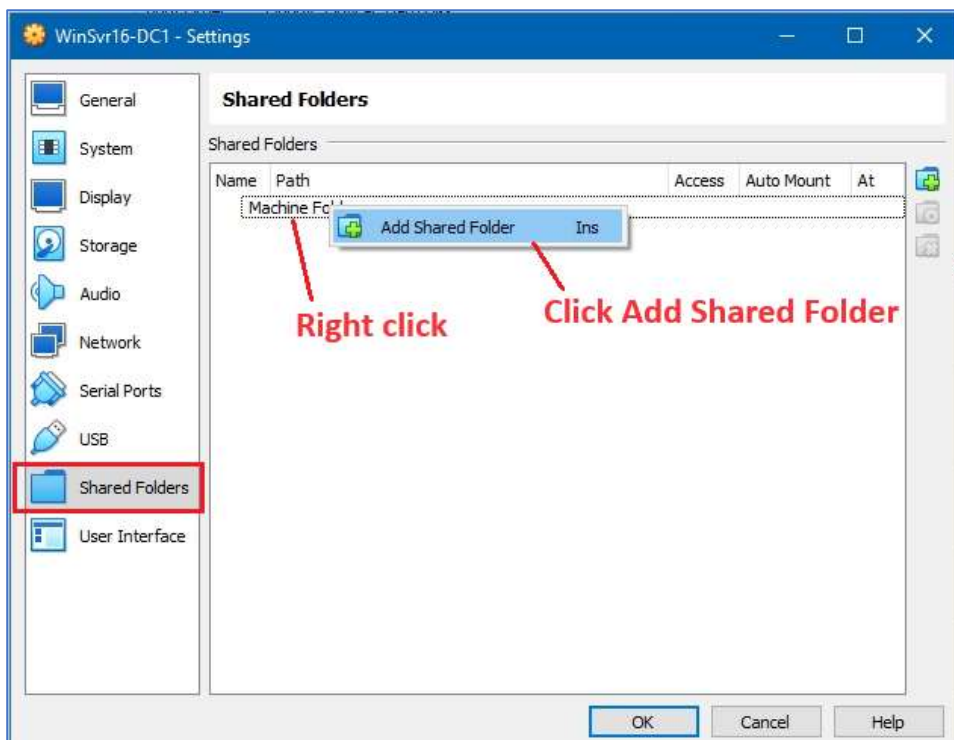 WinSvr16-DC1 - Settings
General
System
Display
Storage
Audio
Network
Serial Ports
USB
Shared Folders
User Interface
Shared Folders
Shared Folders
Name Path Access Auto Mount At
Machine
Add Shared Folder Ins
Right click
Click Add Shared Folder
OK Cancel Help